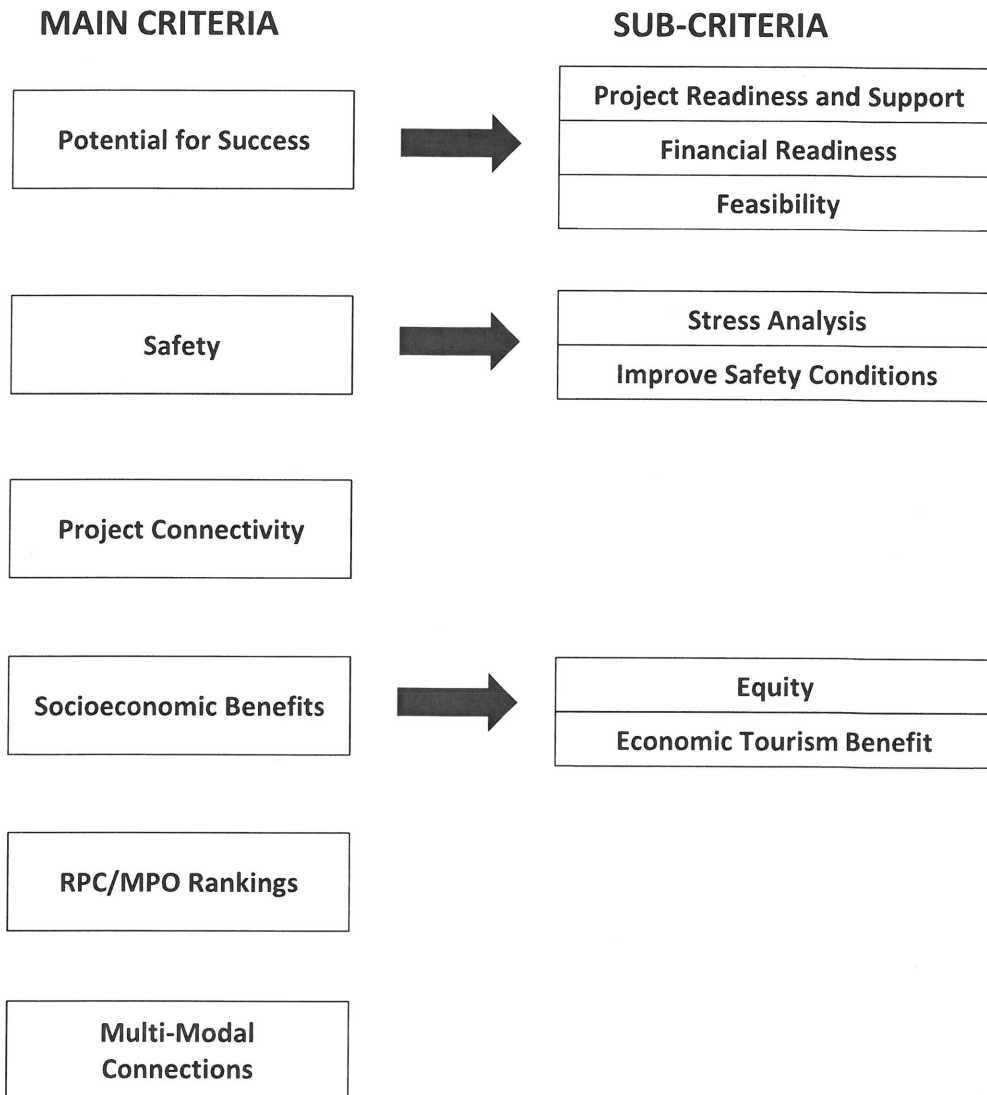 MAIN CRITERIA
SUB-CRITERIA
Potential for Success
Project Readiness and Support
Financial Readiness
Feasibility
Safety
Stress Analysis
Improve Safety Conditions
Project Connectivity
Socioeconomic Benefits
Equity
Economic Tourism Benefit
RPC/MPO Rankings
Multi-Modal
Connections